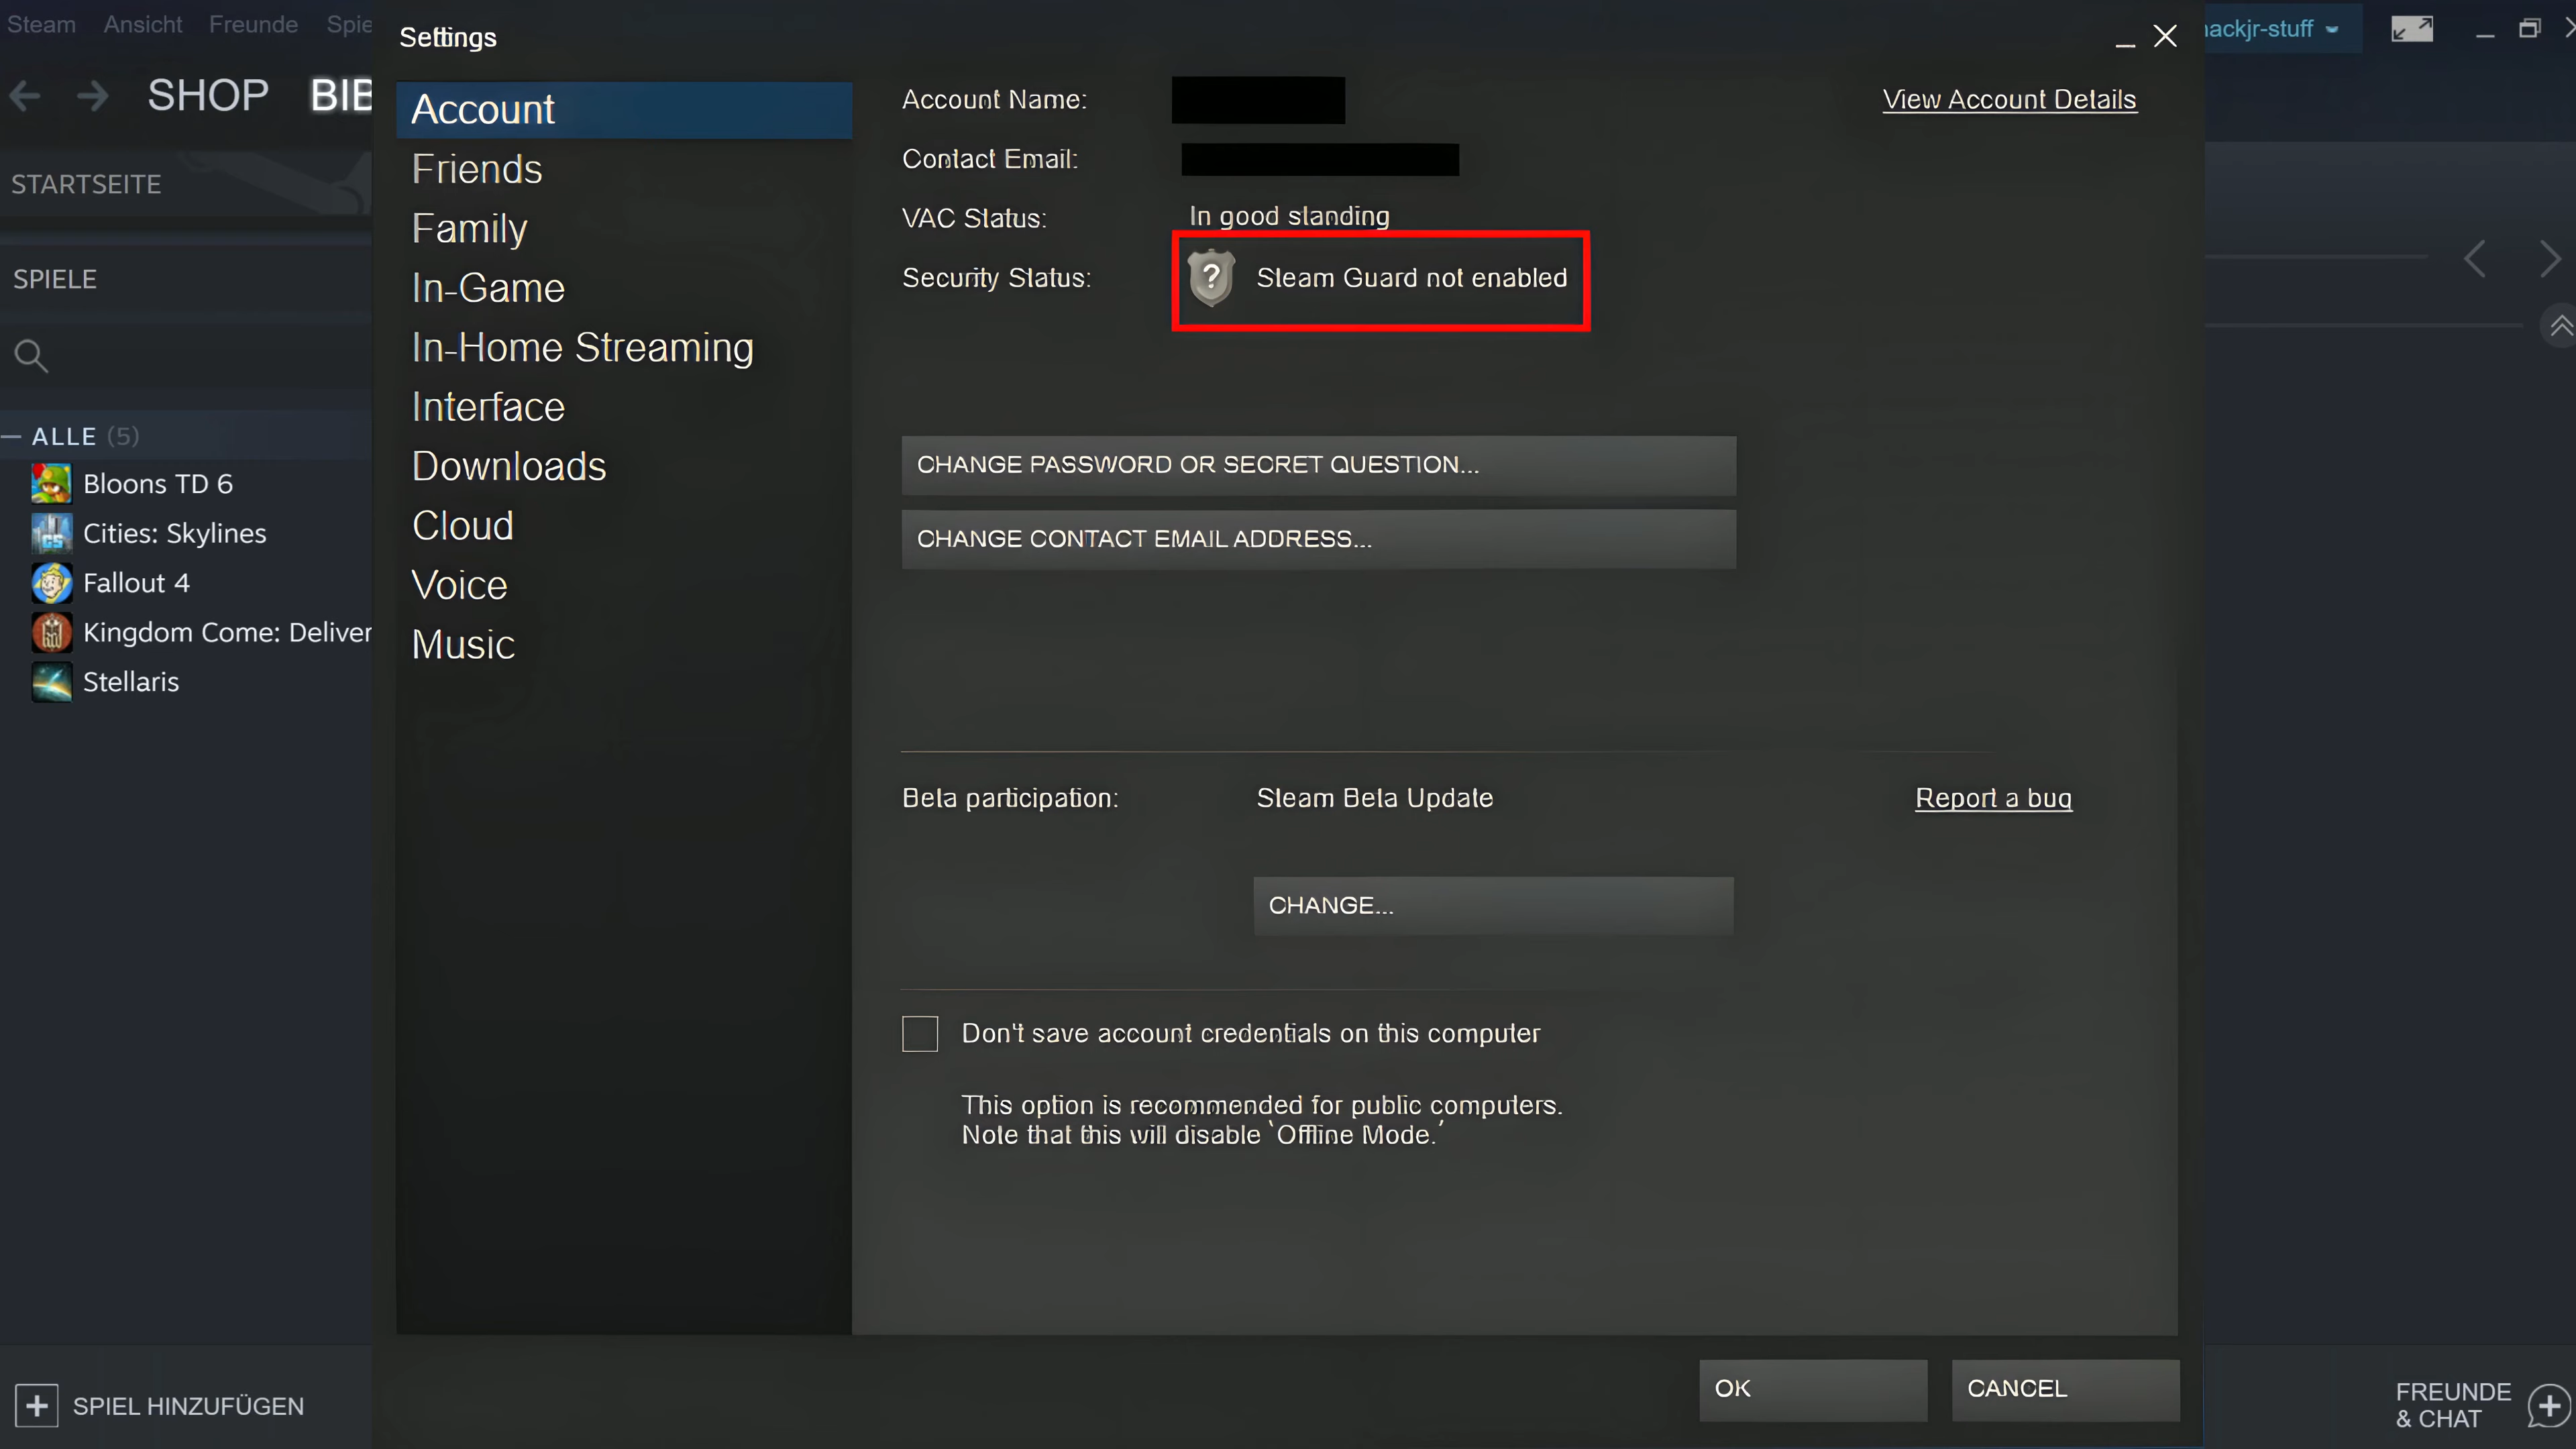 Steam Ansicht Freunde Spie
SHOP BIB
STARTSEITE
SPIELE
ALLE (5)
Bloons TD 6
Cities: Skylines
Fallout 4
Kingdom Come: Deliver
Stellaris
SPIEL HINZUFÜGEN
Settings
Account
Friends
Family
In-Game
In-Home Streaming
Interface
Downloads
Cloud
Voice
Music
Account Name:
View Account Details
Contact Email:
VAC Status: In good standing
Security Status: ? Steam Guard not enabled
CHANGE PASSWORD OR SECRET QUESTION...
CHANGE CONTACT EMAIL ADDRESS...
Beta participation: Steam Beta Update Report a bug
CHANGE...
Don't save account credentials on this computer
This option is recommended for public computers.
Note that this will disable 'Offline Mode.'
OK CANCEL
ackjr-stuff
FREUNDE
& CHAT